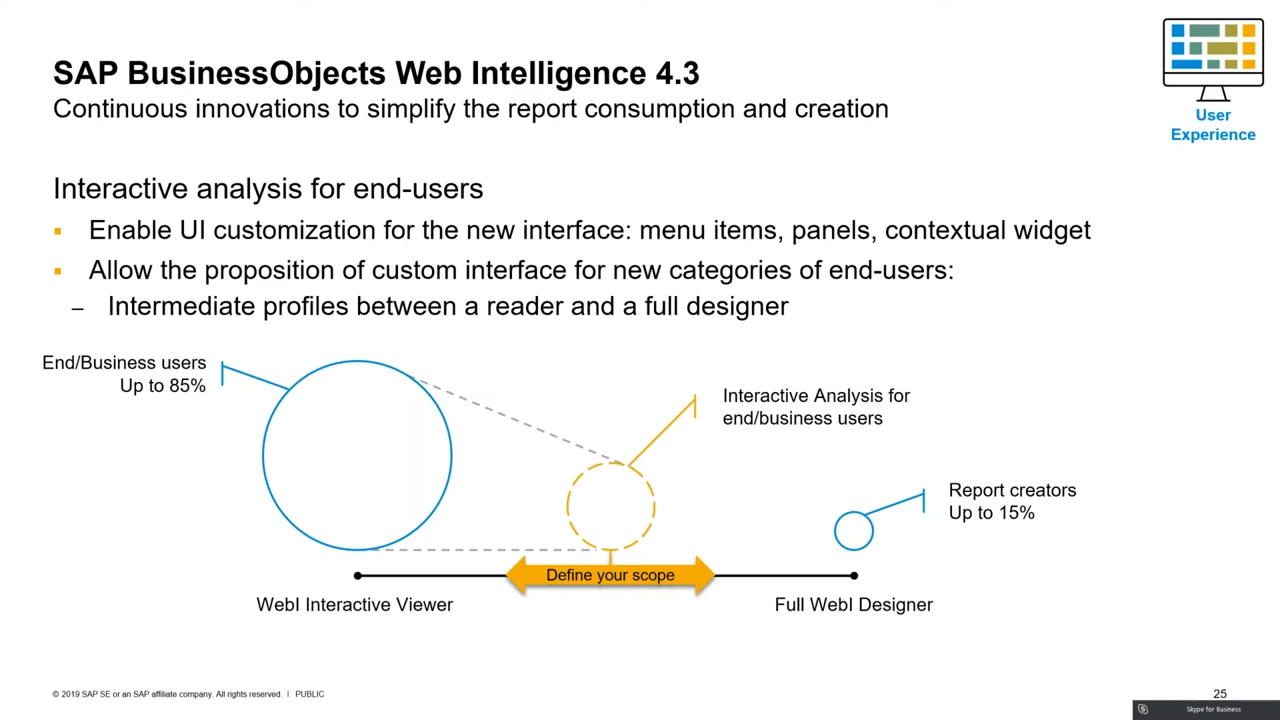 SAP BusinessObjects Web Intelligence 4.3
Continuous innovations to simplify the report consumption and creation
User
Experience
Interactive analysis for end-users
▪ Enable UI customization for the new interface: menu items, panels, contextual widget
▪ Allow the proposition of custom interface for new categories of end-users:
– Intermediate profiles between a reader and a full designer
End/Business users
Up to 85%
Interactive Analysis for
end/business users
Report creators
Up to 15%
Define your scope
WebI Interactive Viewer
Full WebI Designer
© 2019 SAP SE or an SAP affiliate company. All rights reserved. ǀ PUBLIC
25
Skype for Business